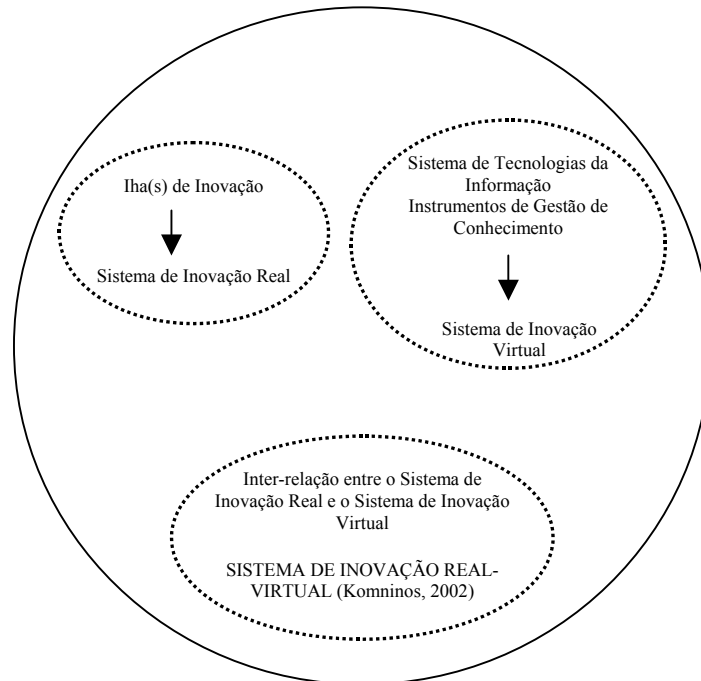 Iha(s) de Inovação
Sistema de Inovação Real
Sistema de Tecnologias da
Informação
Instrumentos de Gestão de
Conhecimento
Sistema de Inovação
Virtual
Inter-relação entre o Sistema de
Inovação Real e o Sistema de Inovação
Virtual
SISTEMA DE INOVAÇÃO REAL-
VIRTUAL (Komninos, 2002)